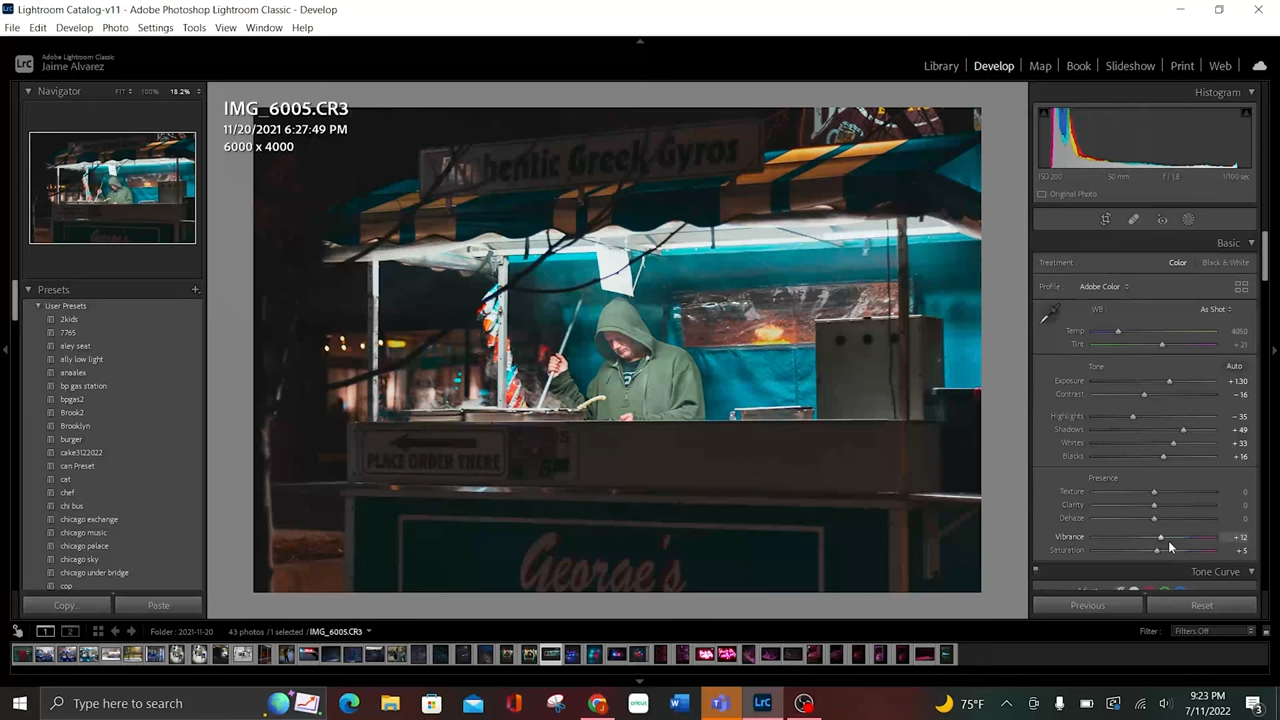 Lightroom Catalog-v11 - Adobe Photoshop Lightroom Classic - Develop
File Edit Develop Photo Settings Tools View Window Help
Adobe Lightroom Classic
Jaime Alvarez
LrC
Library Develop Map Book Slideshow Print Web
Navigator FIT 100% 18.2%
Presets
User Presets
2kids
7765
aley seat
ally low light
anaalex
bp gas station
bpgas2
Brook2
Brooklyn
burger
cake3122022
can Preset
cat
chef
chi bus
chicago exchange
chicago music
chicago palace
chicago sky
chicago under bridge
cop
Copy... Paste
IMG_6005.CR3
11/20/2021 6:27:49 PM
6000 x 4000
Authentic Greek Gyros
PLACE ORDER THERE
George's
Histogram
ISO 200 50 mm f / 1.8 1/100 sec
Original Photo
Basic
Treatment Color Black & White
Profile: Adobe Color
WB: As Shot
Temp 4050
Tint + 21
Tone Auto
Exposure + 1.30
Contrast − 16
Highlights − 35
Shadows + 49
Whites + 33
Blacks + 16
Presence
Texture 0
Clarity 0
Dehaze 0
Vibrance + 12
Saturation + 5
Tone Curve
Previous Reset
1 2 Folder : 2021-11-20 43 photos / 1 selected / IMG_6005.CR3 Filter : Filters Off
Type here to search
cricut
LrC
75°F
9:23 PM
7/11/2022
3